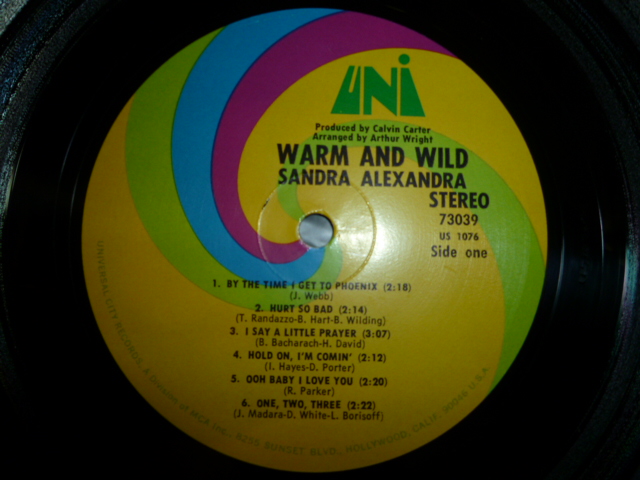 UNI
Produced by Calvin Carter
Arranged by Arthur Wright
WARM AND WILD
SANDRA ALEXANDRA
STEREO
73039
US 1076
Side one
1. BY THE TIME I GET TO PHOENIX (2:18)
(J. Webb)
2. HURT SO BAD (2:14)
(T. Randazzo-B. Hart-B. Wilding)
3. I SAY A LITTLE PRAYER (3:07)
(B. Bacharach-H. David)
4. HOLD ON, I'M COMIN' (2:12)
(I. Hayes-D. Porter)
5. OOH BABY I LOVE YOU (2:20)
(R. Parker)
6. ONE, TWO, THREE (2:22)
(J. Madara-D. White-L. Borisoff)
UNIVERSAL CITY RECORDS, A division of MCA INC., 8255 SUNSET BLVD., HOLLYWOOD, CALIF. 90046 U.S.A